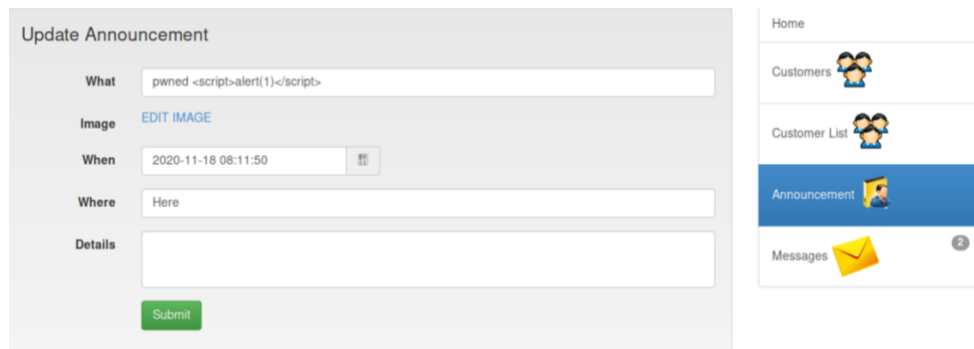 Update Announcement
What pwned <script>alert(1)</script>
Image EDIT IMAGE
When 2020-11-18 08:11:50
Where Here
Details
Submit
Home
Customers
Customer List
Announcement
Messages 2